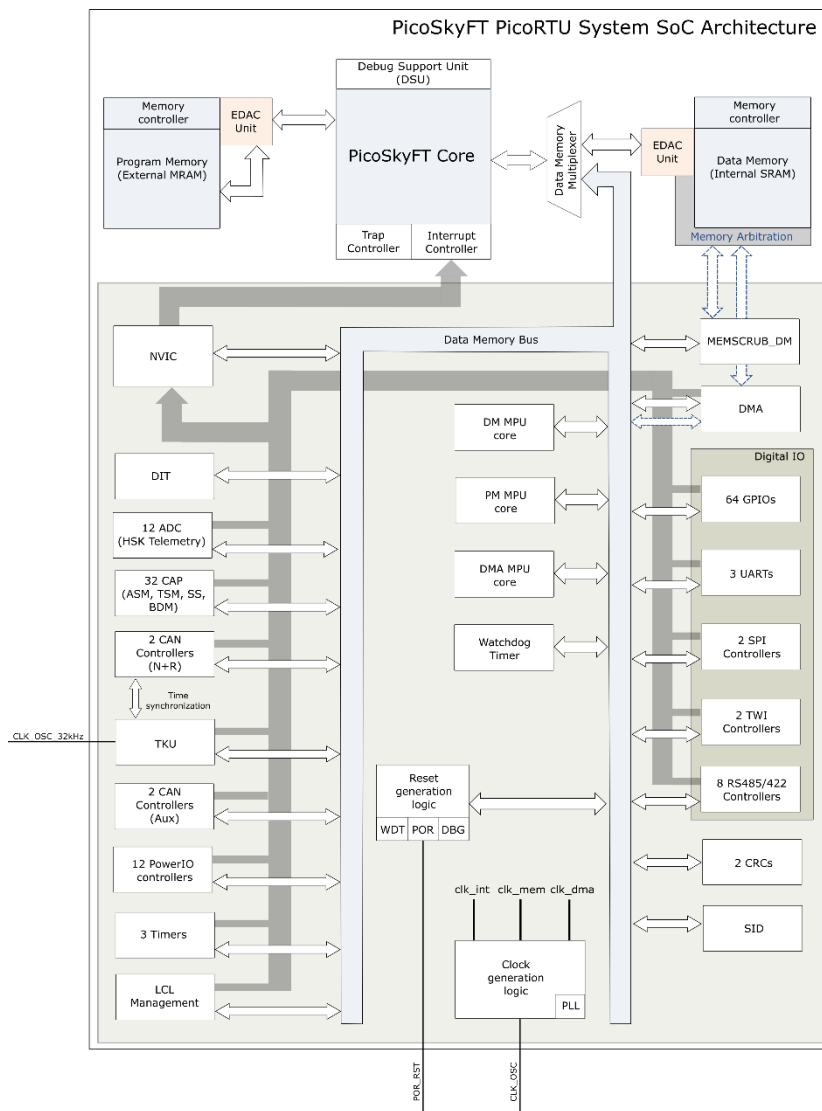 PicoSkyFT PicoRTU System SoC Architecture
Debug Support Unit
(DSU)
Memory
controller
EDAC
Unit
Program Memory
(External MRAM)
PicoSkyFT Core
Trap
Controller
Interrupt
Controller
Data Memory
Multiplexer
EDAC
Unit
Memory
controller
Data Memory
(Internal SRAM)
Memory Arbitration
NVIC
Data Memory Bus
MEMSCRUB_DM
DMA
DM MPU
core
Digital IO
DIT
64 GPIOs
PM MPU
core
12 ADC
(HSK Telemetry)
3 UARTs
DMA MPU
core
32 CAP
(ASM, TSM, SS,
BDM)
2 SPI
Controllers
Watchdog
Timer
2 CAN
Controllers
(N+R)
Time
synchronization
2 TWI
Controllers
CLK_OSC_32kHz
TKU
8 RS485/422
Controllers
Reset
generation
logic
WDT
POR
DBG
2 CAN
Controllers
(Aux)
12 PowerIO
controllers
2 CRCs
clk_int
clk_mem
clk_dma
3 Timers
SID
Clock
generation
logic
PLL
LCL
Management
POR_RST
CLK_OSC